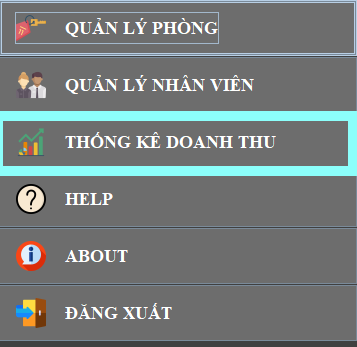 QUẢN LÝ PHÒNG
QUẢN LÝ NHÂN VIÊN
THỐNG KÊ DOANH THU
HELP
ABOUT
ĐĂNG XUẤT